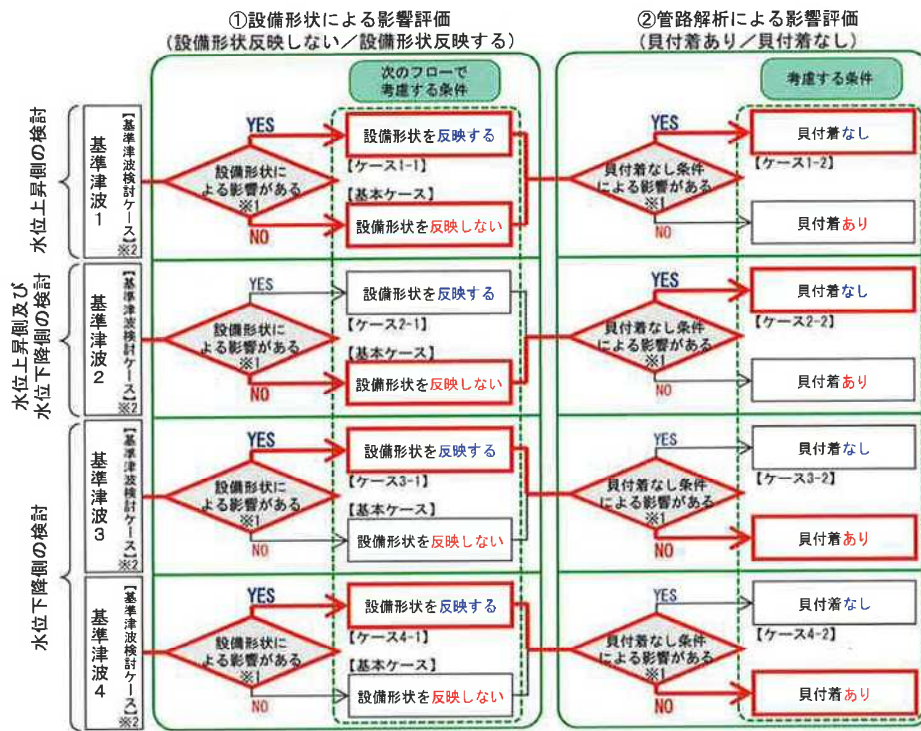 ①設備形状による影響評価
(設備形状反映しない／設備形状反映する)
②管路解析による影響評価
(貝付着あり／貝付着なし)
次のフローで
考慮する条件
考慮する条件
水位上昇側の検討
基準津波1
【基準津波検討ケース】
※2
設備形状に
よる影響がある
※1
YES
設備形状を反映する
【ケース1-1】
【基本ケース】
NO
設備形状を反映しない
貝付着なし条件
による影響がある
※1
YES
貝付着なし
【ケース1-2】
NO
貝付着あり
水位上昇側及び
水位下降側の検討
基準津波2
【基準津波検討ケース】
※2
設備形状に
よる影響がある
※1
YES
設備形状を反映する
【ケース2-1】
【基本ケース】
NO
設備形状を反映しない
貝付着なし条件
による影響がある
※1
YES
貝付着なし
【ケース2-2】
NO
貝付着あり
水位下降側の検討
基準津波3
【基準津波検討ケース】
※2
設備形状に
よる影響がある
※1
YES
設備形状を反映する
【ケース3-1】
【基本ケース】
NO
設備形状を反映しない
貝付着なし条件
による影響がある
※1
YES
貝付着なし
【ケース3-2】
NO
貝付着あり
基準津波4
【基準津波検討ケース】
※2
設備形状に
よる影響がある
※1
YES
設備形状を反映する
【ケース4-1】
【基本ケース】
NO
設備形状を反映しない
貝付着なし条件
による影響がある
※1
YES
貝付着なし
【ケース4-2】
NO
貝付着あり